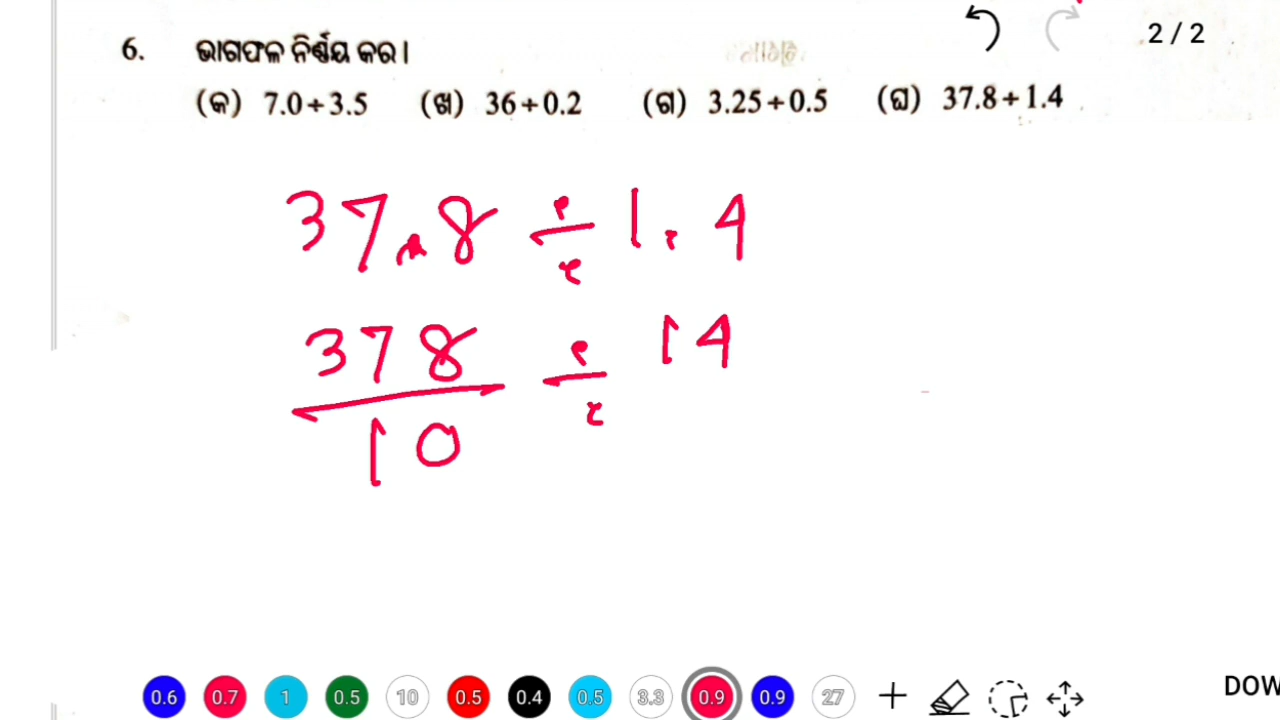 2 / 2
6. ଭାଗଫଳ ନିର୍ଣ୍ଣୟ କର।
(କ) 7.0÷3.5 (ଖ) 36÷0.2 (ଗ) 3.25÷0.5 (ଘ) 37.8÷1.4
37.8 ÷ 1.4
378 ÷ 14
10
0.6 0.7 1 0.5 10 0.5 0.4 0.5 3.3 0.9 0.9 27
DOW